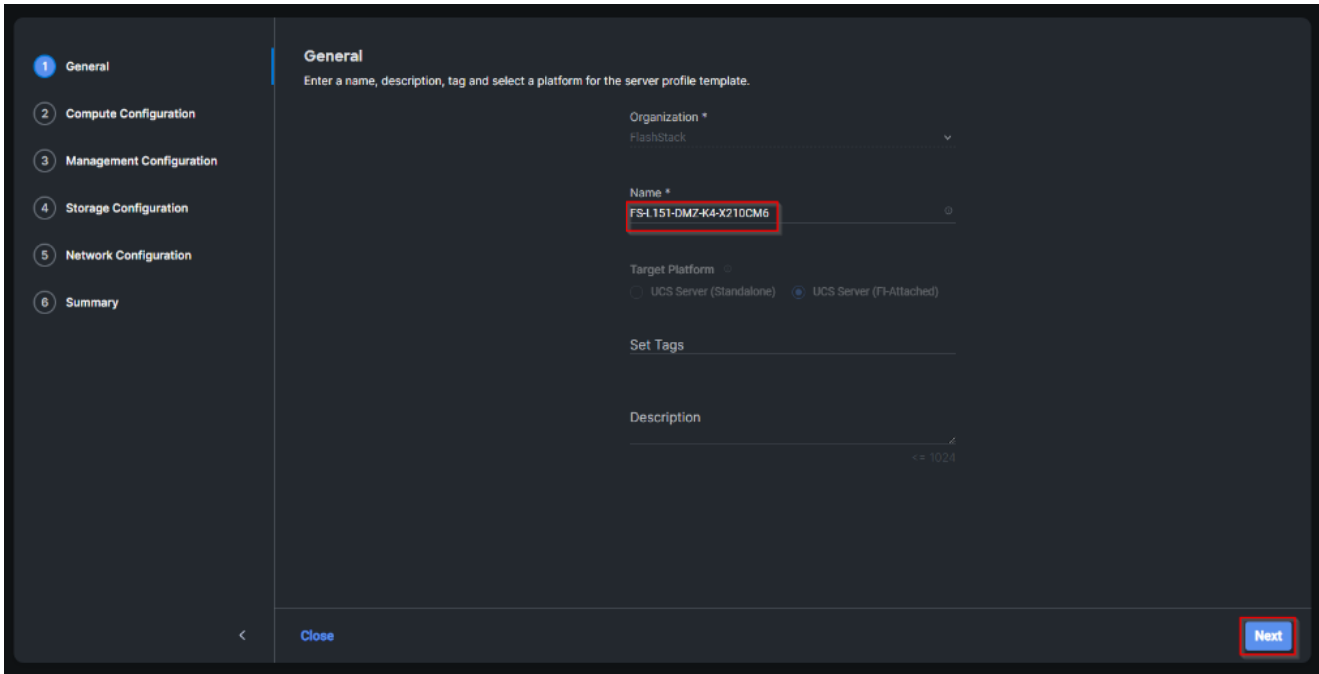 1 General
2 Compute Configuration
3 Management Configuration
4 Storage Configuration
5 Network Configuration
6 Summary
General
Enter a name, description, tag and select a platform for the server profile template.
Organization *
FlashStack
Name *
FS-L151-DMZ-K4-X210CM6
Target Platform
UCS Server (Standalone) UCS Server (FI-Attached)
Set Tags
Description
<= 1024
Close Next